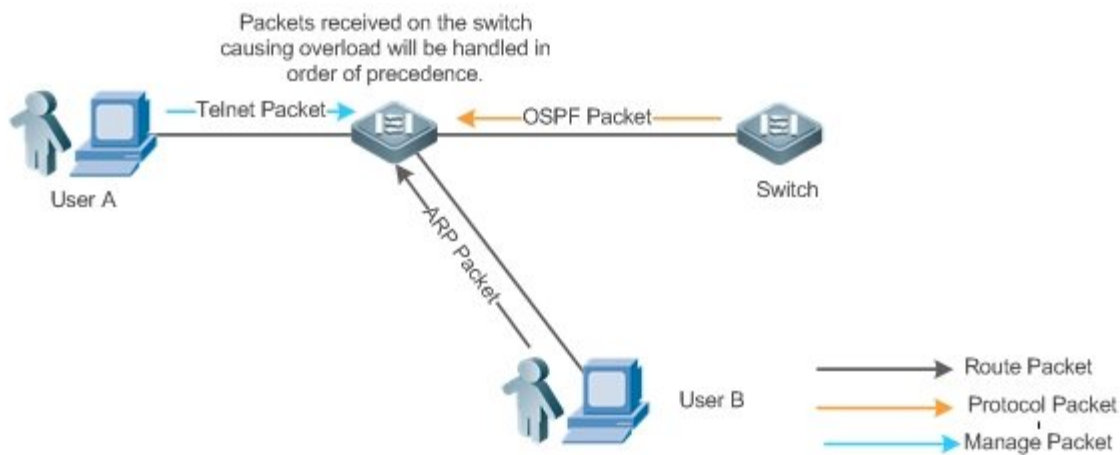 Packets received on the switch
causing overload will be handled in
order of precedence.
Telnet Packet
OSPF Packet
User A
Switch
ARP Packet
User B
Route Packet
Protocol Packet
Manage Packet